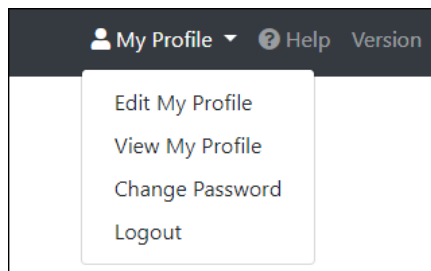 My Profile Help Version
Edit My Profile
View My Profile
Change Password
Logout